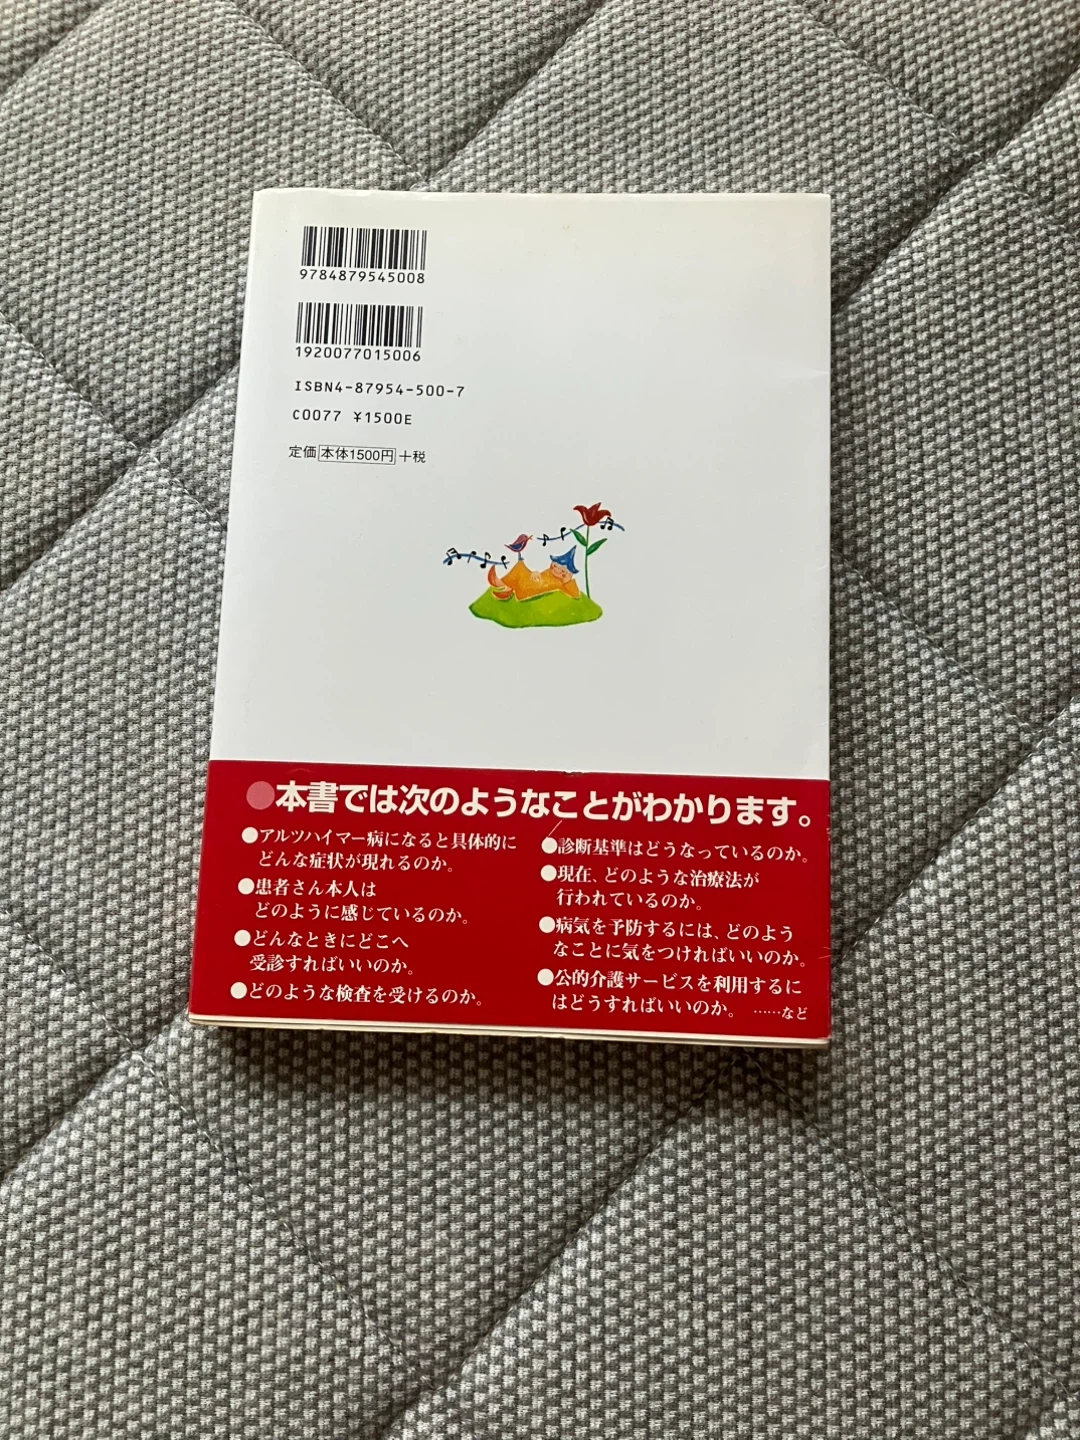 9784879545008
1920077015006
ISBN4-87954-500-7
C0077 ¥1500E
定価 本体1500円 +税
●本書では次のようなことがわかります。
●アルツハイマー病になると具体的に
どんな症状が現れるのか。
●患者さん本人は
どのように感じているのか。
●どんなときにどこへ
受診すればいいのか。
●どのような検査を受けるのか。
●診断基準はどうなっているのか。
●現在、どのような治療法が
行われているのか。
●病気を予防するには、どのよう
なことに気をつければいいのか。
●公的介護サービスを利用するに
はどうすればいいのか。 ……など